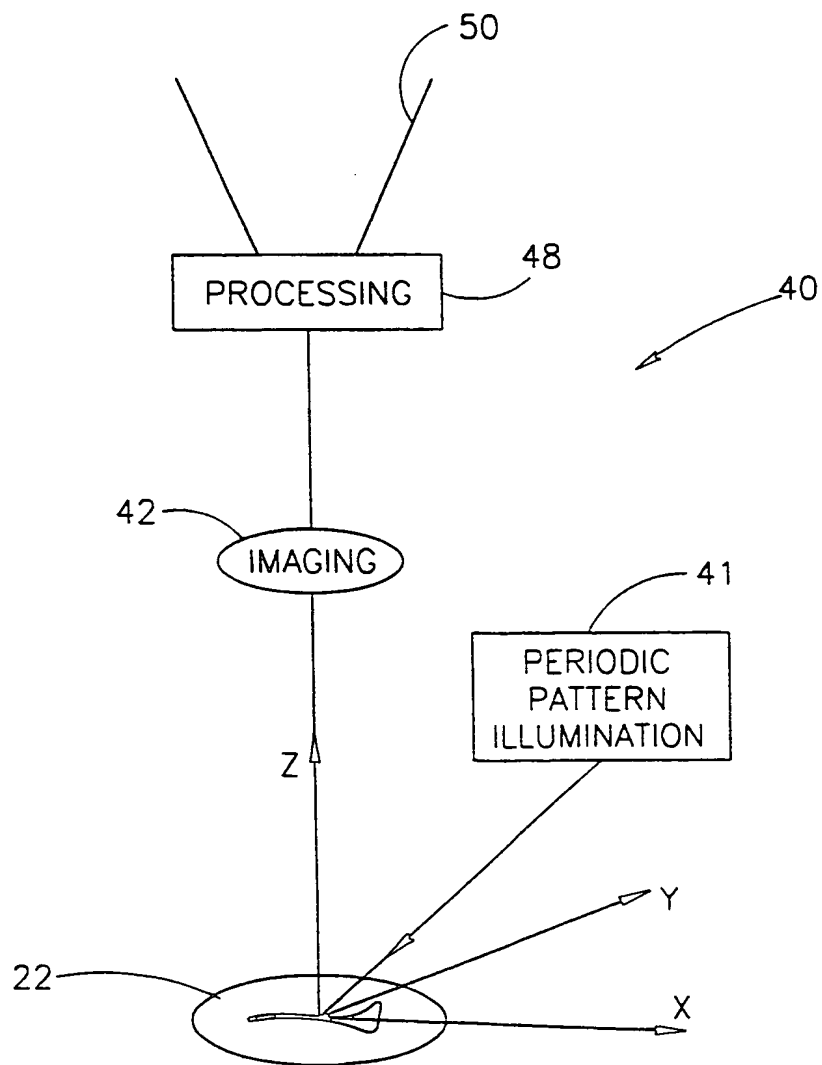 50
PROCESSING
48
40
42
IMAGING
41
PERIODIC
PATTERN
ILLUMINATION
Z
Y
22
X